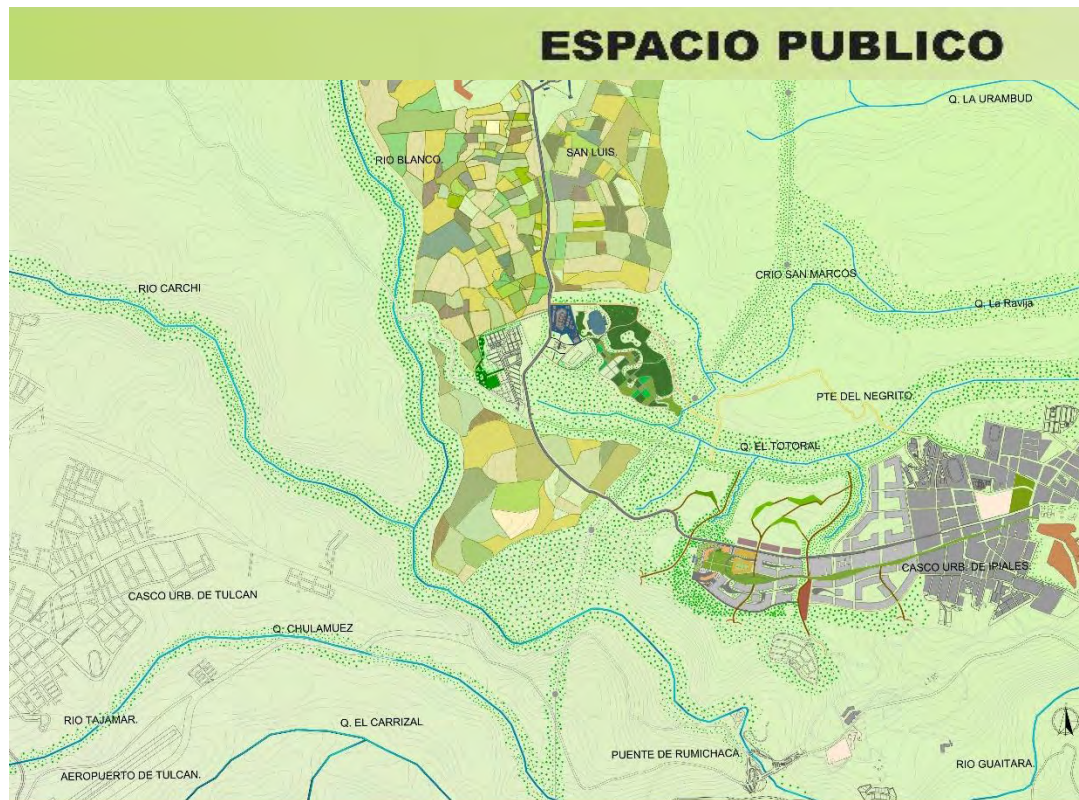 ESPACIO PUBLICO
Q. LA URAMBUD
RIO BLANCO.
SAN LUIS.
CRIO SAN MARCOS
RIO CARCHI
Q. La Ravija
PTE DEL NEGRITO
Q. EL TOTORAL
CASCO URB. DE IPIALES.
CASCO URB. DE TULCAN
Q. CHULAMUEZ
RIO TAJAMAR.
Q. EL CARRIZAL
PUENTE DE RUMICHACA.
RIO GUAITARA.
AEROPUERTO DE TULCAN.